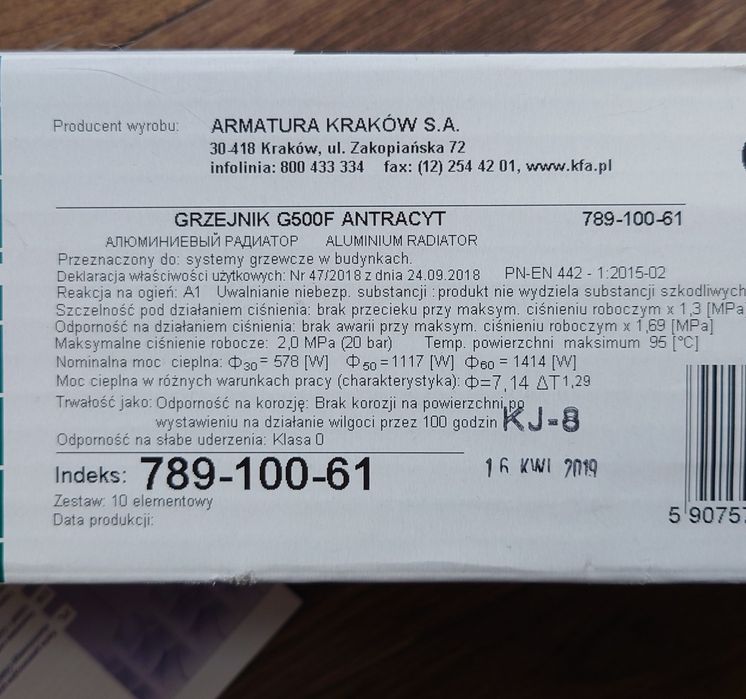 Producent wyrobu: ARMATURA KRAKÓW S.A.
30-418 Kraków, ul. Zakopiańska 72
infolinia: 800 433 334 fax: (12) 254 42 01, www.kfa.pl
GRZEJNIK G500F ANTRACYT 789-100-61
АЛЮМИНИЕВЫЙ РАДИАТОР ALUMINIUM RADIATOR
Przeznaczony do: systemy grzewcze w budynkach.
Deklaracja właściwości użytkowych: Nr 47/2018 z dnia 24.09.2018 PN-EN 442 - 1:2015-02
Reakcja na ogień: A1 Uwalnianie niebezp. substancji : produkt nie wydziela substancji szkodliwych
Szczelność pod działaniem ciśnienia: brak przecieku przy maksym. ciśnieniu roboczym x 1,3 [MPa
Odporność na działaniem ciśnienia: brak awarii przy maksym. ciśnieniu roboczym x 1,69 [MPa]
Maksymalne ciśnienie robocze: 2,0 MPa (20 bar) Temp. powierzchni maksimum 95 [°C]
Nominalna moc cieplna: Φ30 = 578 [W] Φ50 = 1117 [W] Φ60 = 1414 [W]
Moc cieplna w różnych warunkach pracy (charakterystyka): Φ=7,14 ΔT1,29
Trwałość jako: Odporność na korozję: Brak korozji na powierzchni po
wystawieniu na działanie wilgoci przez 100 godzin KJ-8
Odporność na słabe uderzenia: Klasa 0
Indeks: 789-100-61 16 KWI 2019
Zestaw: 10 elementowy
Data produkcji:
5 90757